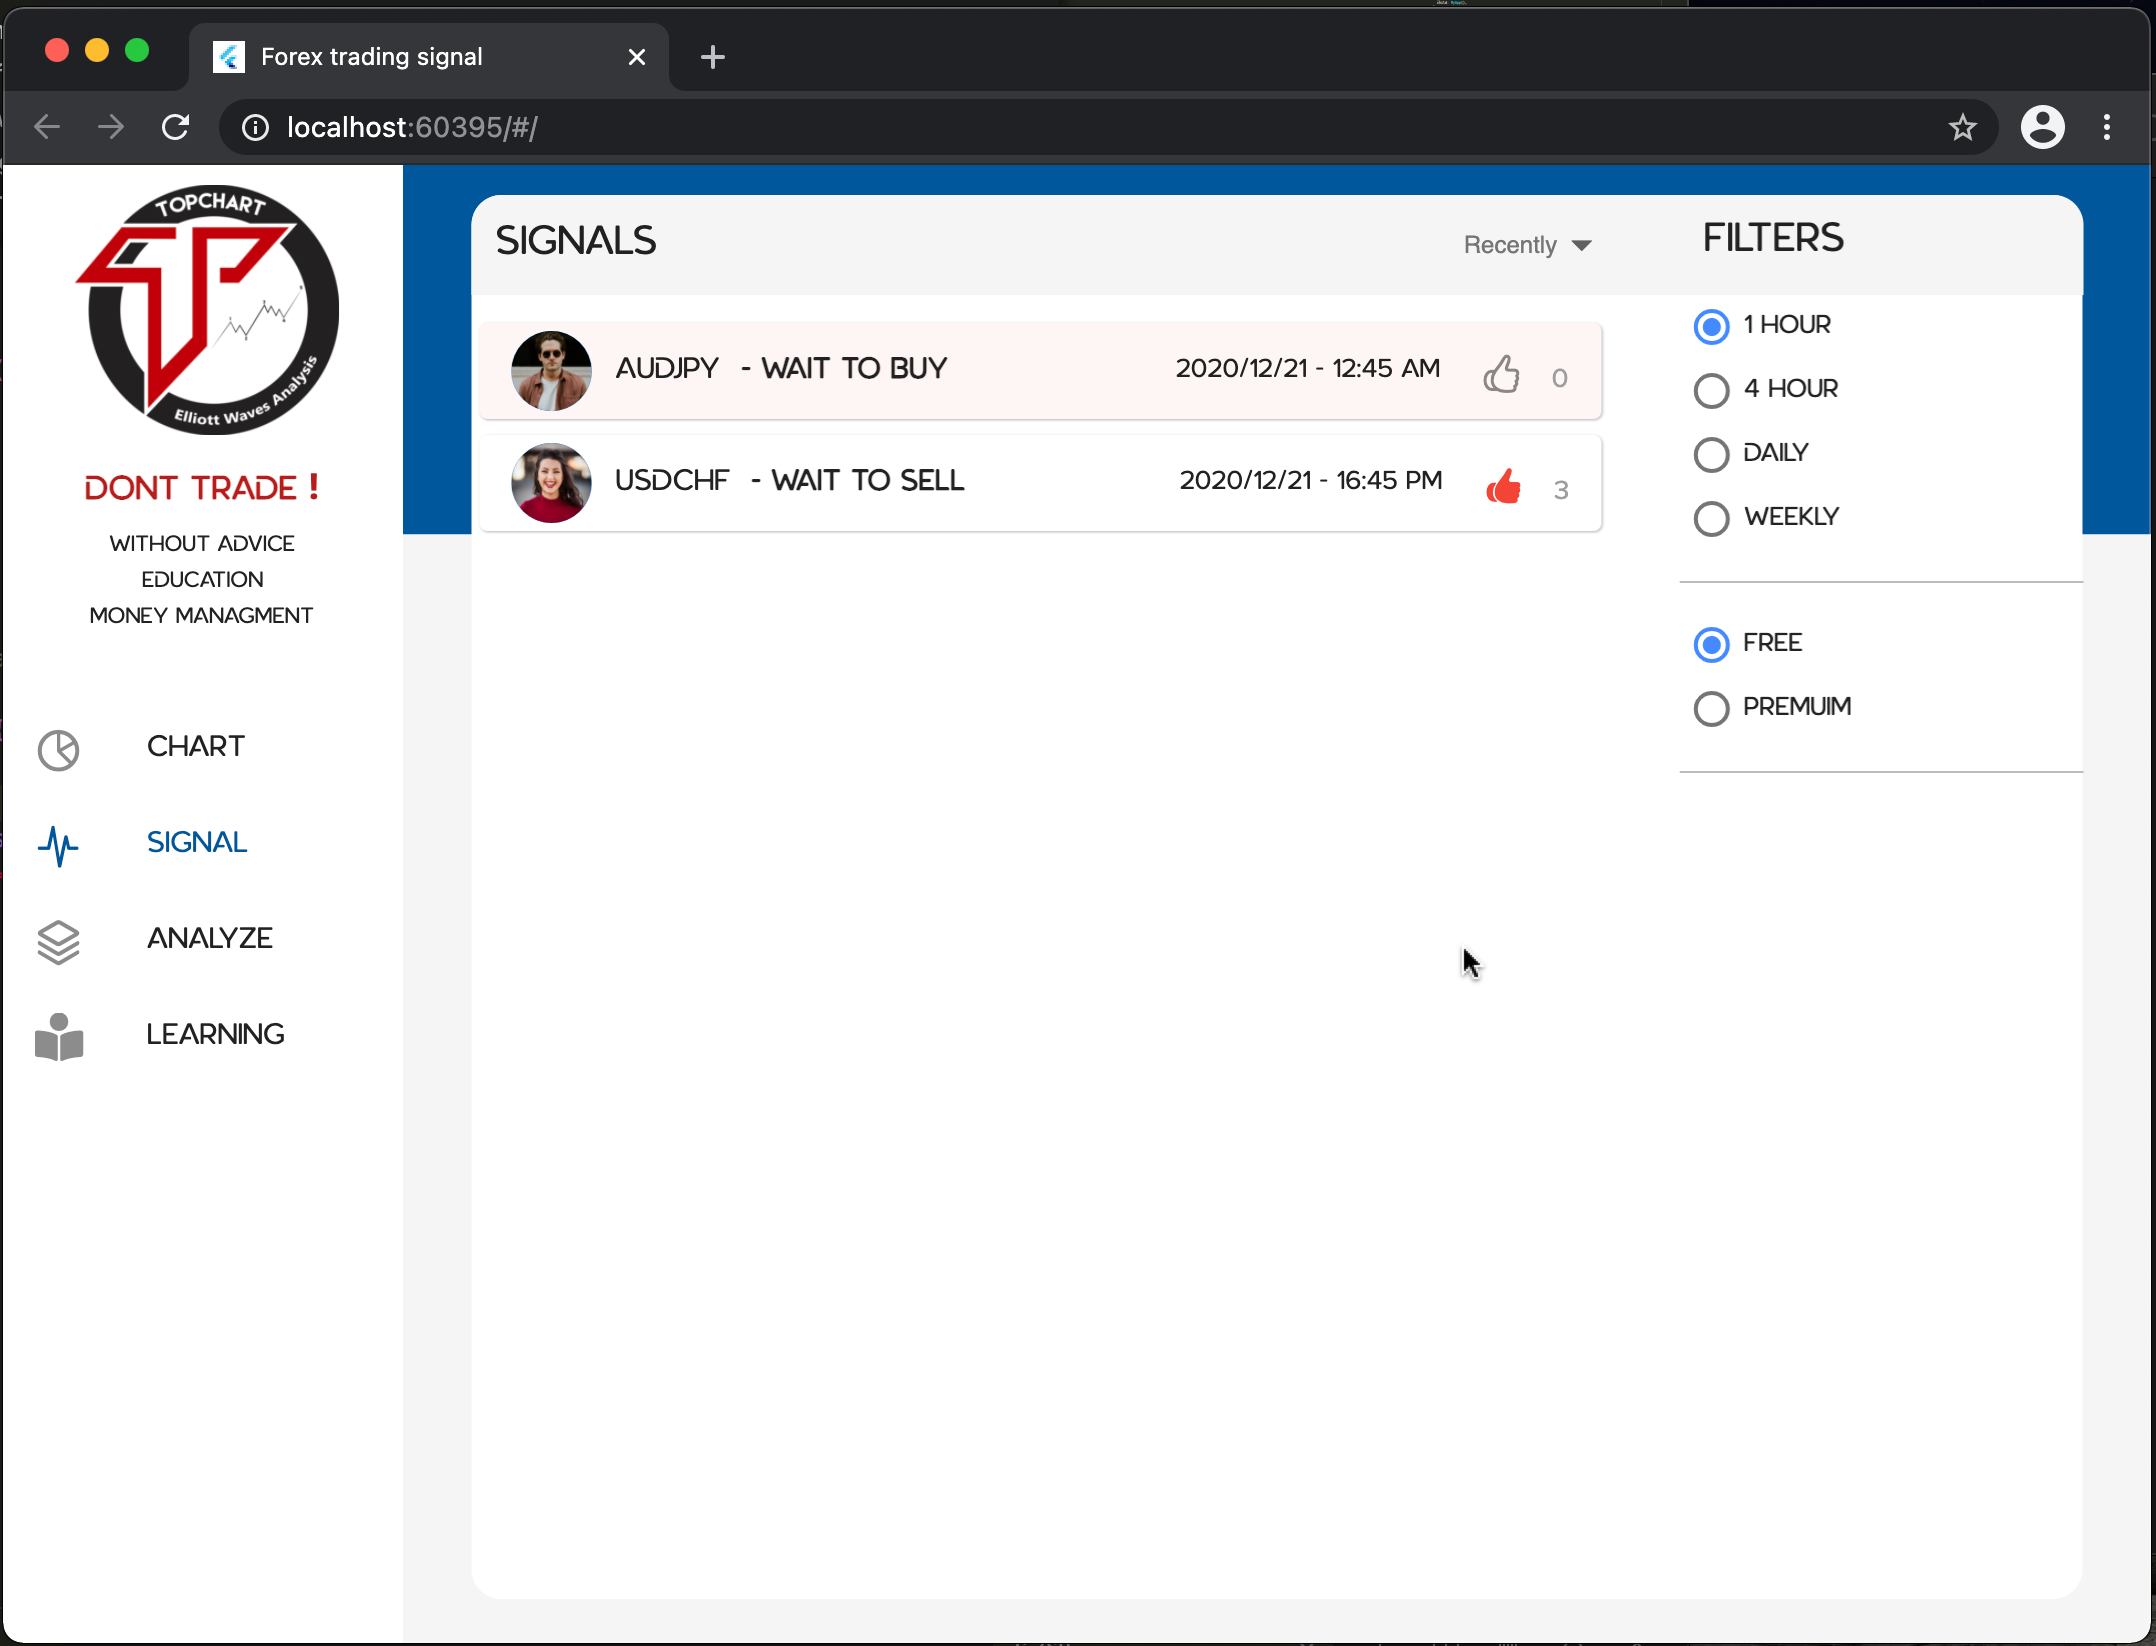 Forex trading signal
localhost:60395/#/
TOPCHART
Elliott Waves Analysis
DONT TRADE !
WITHOUT ADVICE
EDUCATION
MONEY MANAGMENT
CHART
SIGNAL
ANALYZE
LEARNING
SIGNALS
Recently
AUDJPY - WAIT TO BUY
2020/12/21 - 12:45 AM
0
USDCHF - WAIT TO SELL
2020/12/21 - 16:45 PM
3
FILTERS
1 HOUR
4 HOUR
DAILY
WEEKLY
FREE
PREMUIM